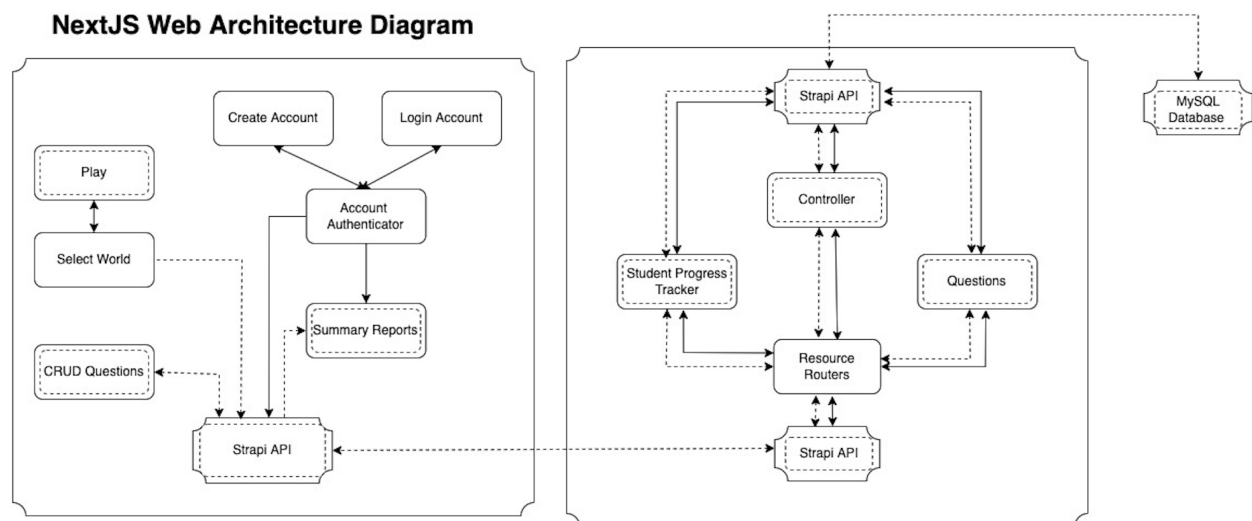 NextJS Web Architecture Diagram
Create Account
Login Account
Play
Account
Authenticator
Select World
Summary Reports
CRUD Questions
Strapi API
Strapi API
MySQL
Database
Controller
Student Progress
Tracker
Questions
Resource
Routers
Strapi API